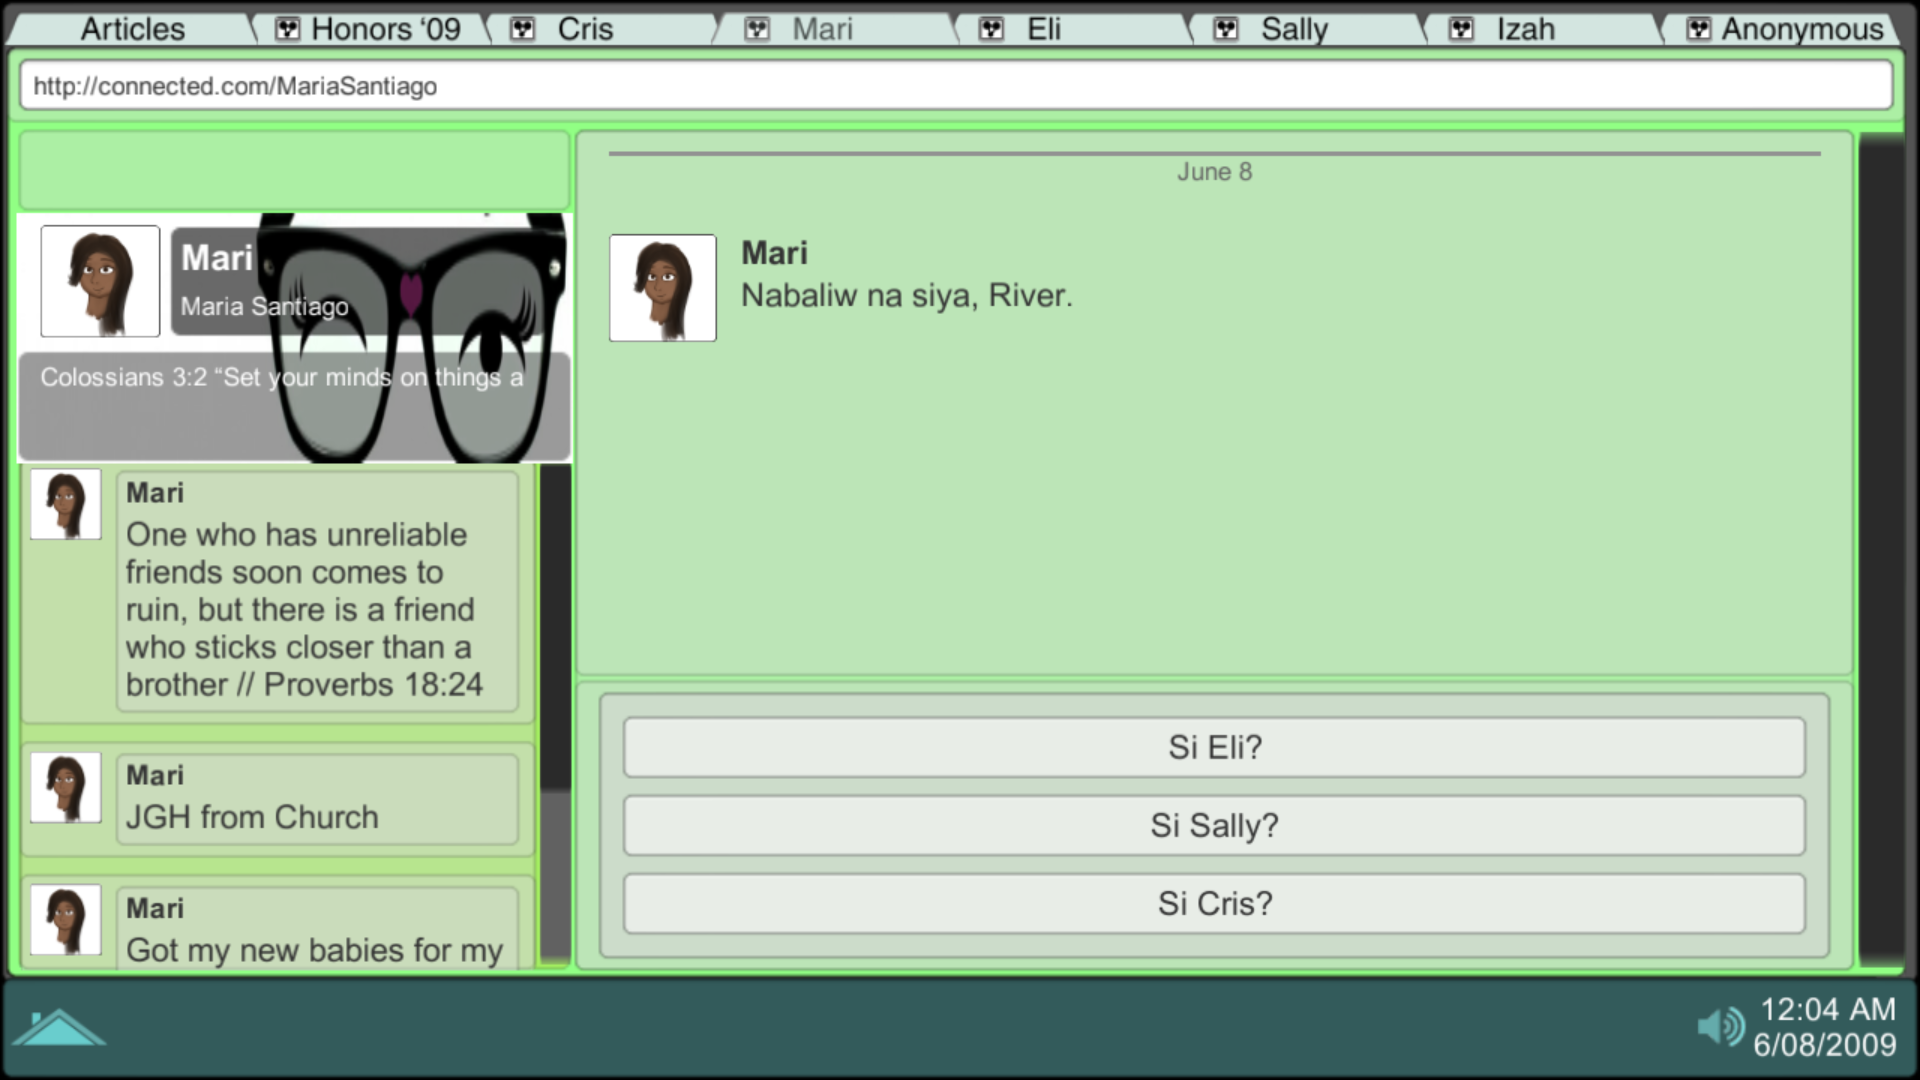 Articles
Honors ‘09
Cris
Mari
Eli
Sally
Izah
Anonymous
http://connected.com/MariaSantiago
Mari
Maria Santiago
Colossians 3:2 “Set your minds on things a
Mari
One who has unreliable
friends soon comes to
ruin, but there is a friend
who sticks closer than a
brother // Proverbs 18:24
Mari
JGH from Church
Mari
Got my new babies for my
June 8
Mari
Nabaliw na siya, River.
Si Eli?
Si Sally?
Si Cris?
12:04 AM
6/08/2009